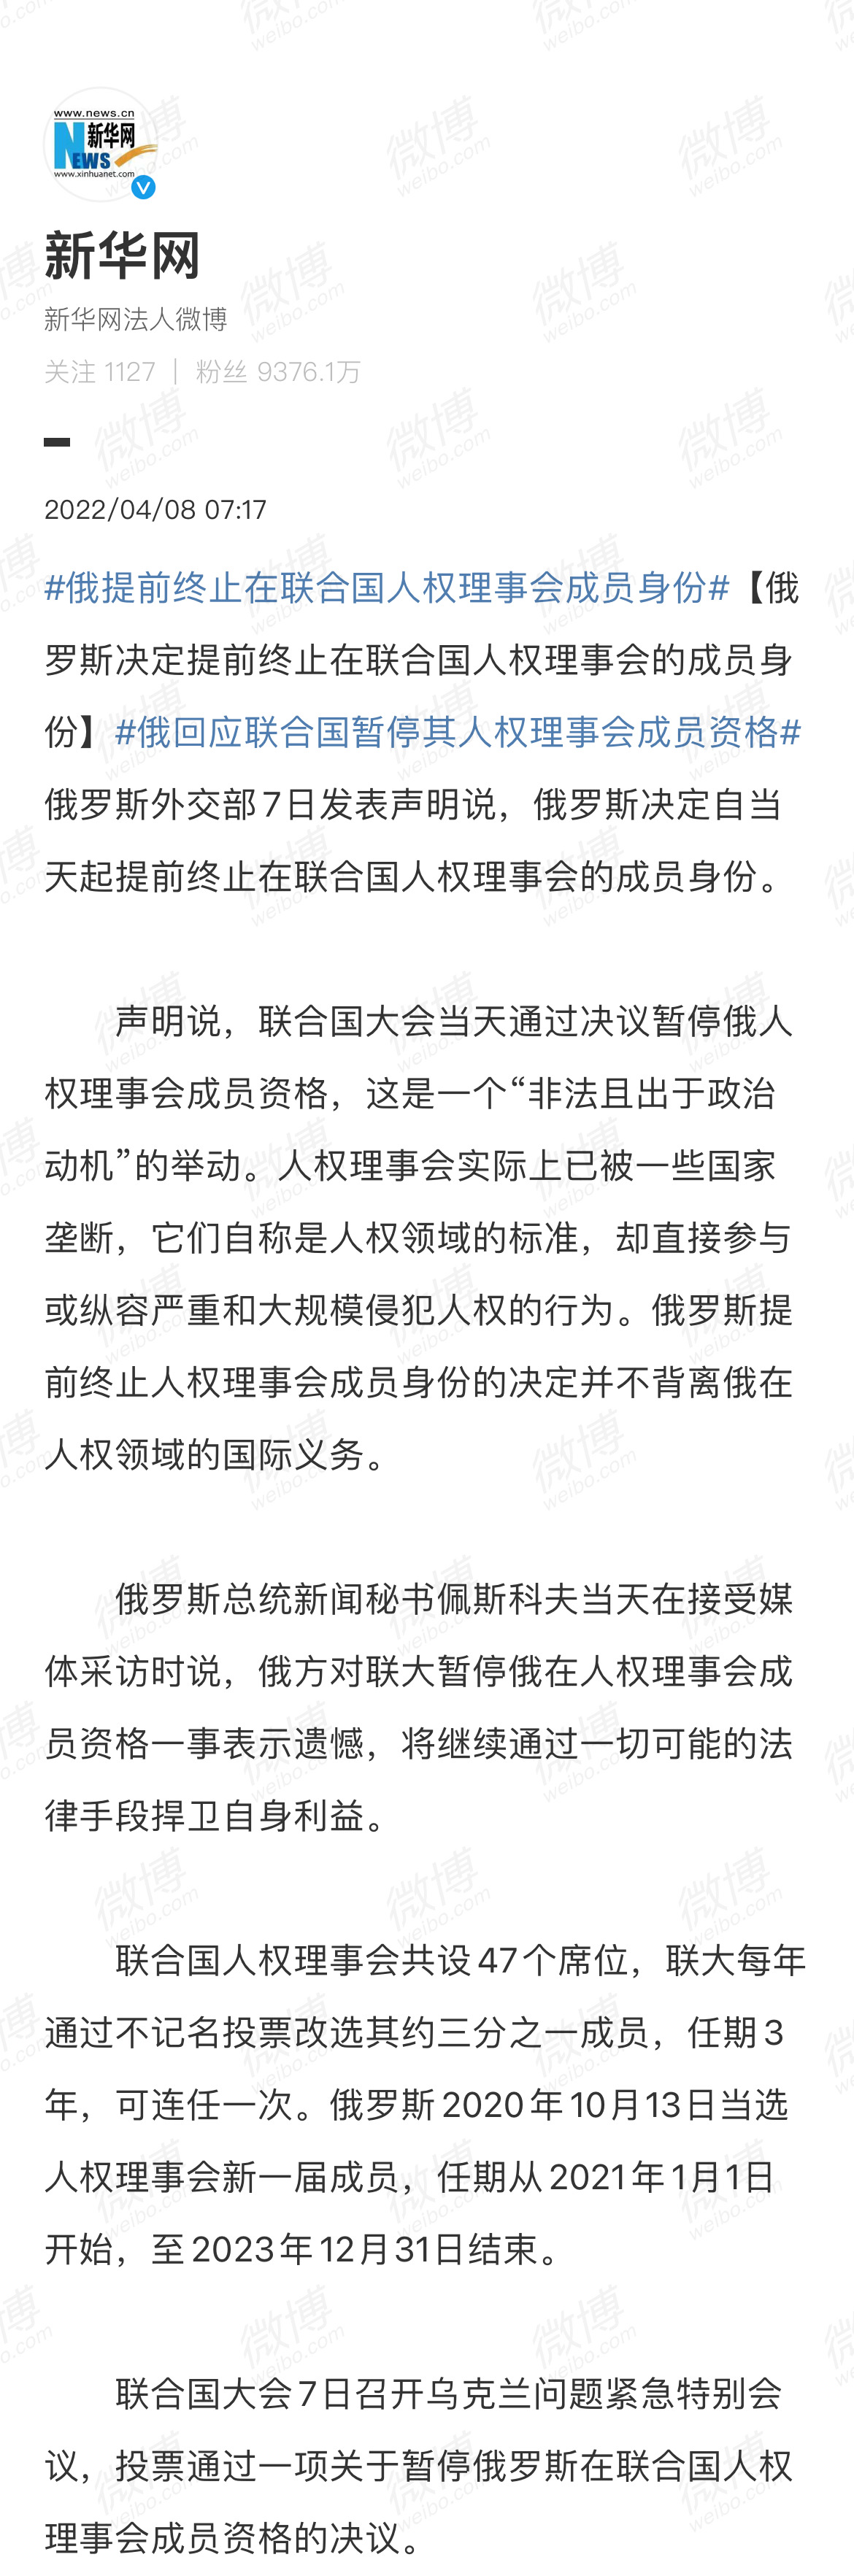 www.news.cn
新华网
NEWS
www.xinhuanet.com
新华网
新华网法人微博
关注 1127 | 粉丝 9376.1万
2022/04/08 07:17
#俄提前终止在联合国人权理事会成员身份#【俄
罗斯决定提前终止在联合国人权理事会的成员身
份】#俄回应联合国暂停其人权理事会成员资格#
俄罗斯外交部7日发表声明说，俄罗斯决定自当
天起提前终止在联合国人权理事会的成员身份。
声明说，联合国大会当天通过决议暂停俄人
权理事会成员资格，这是一个“非法且出于政治
动机”的举动。人权理事会实际上已被一些国家
垄断，它们自称是人权领域的标准，却直接参与
或纵容严重和大规模侵犯人权的行为。俄罗斯提
前终止人权理事会成员身份的决定并不背离俄在
人权领域的国际义务。
俄罗斯总统新闻秘书佩斯科夫当天在接受媒
体采访时说，俄方对联大暂停俄在人权理事会成
员资格一事表示遗憾，将继续通过一切可能的法
律手段捍卫自身利益。
联合国人权理事会共设47个席位，联大每年
通过不记名投票改选其约三分之一成员，任期3
年，可连任一次。俄罗斯2020年10月13日当选
人权理事会新一届成员，任期从2021年1月1日
开始，至2023年12月31日结束。
联合国大会7日召开乌克兰问题紧急特别会
议，投票通过一项关于暂停俄罗斯在联合国人权
理事会成员资格的决议。
微博
weibo.com